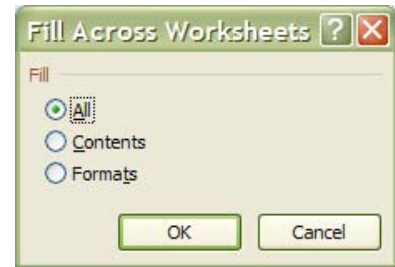 Fill Across Worksheets ?
Fill
All
Contents
Formats
OK Cancel